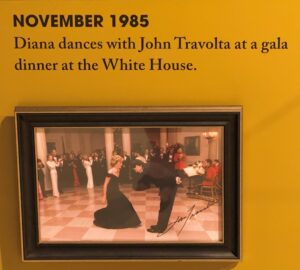 NOVEMBER 1985
Diana dances with John Travolta at a gala
dinner at the White House.